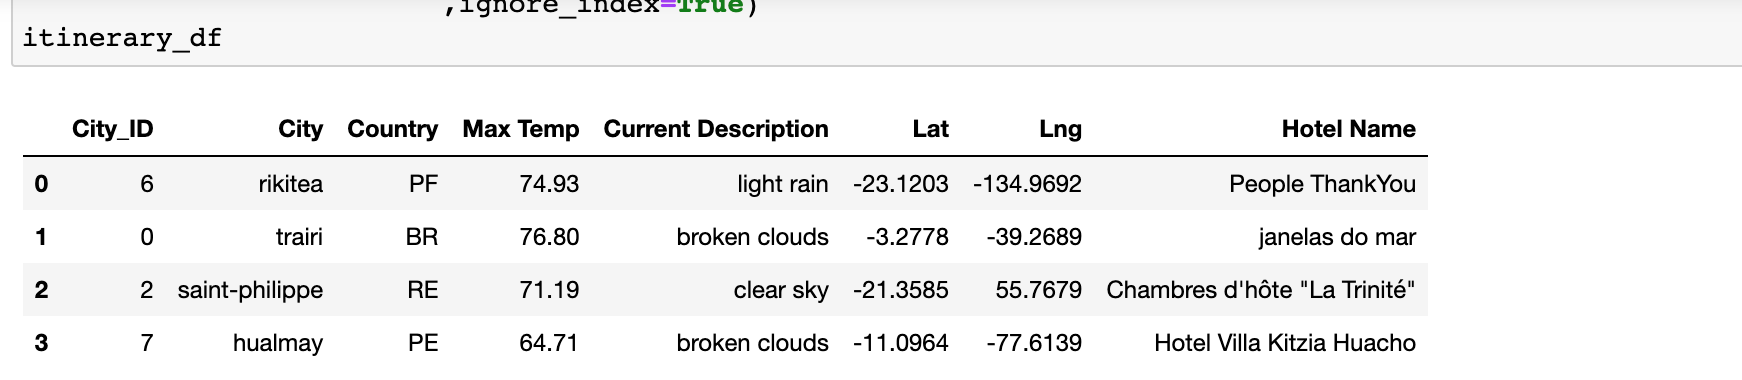 ,ignore_index=True)
itinerary_df
City_ID City Country Max Temp Current Description Lat Lng Hotel Name
0 6 rikitea PF 74.93 light rain -23.1203 -134.9692 People ThankYou
1 0 trairi BR 76.80 broken clouds -3.2778 -39.2689 janelas do mar
2 2 saint-philippe RE 71.19 clear sky -21.3585 55.7679 Chambres d'hôte "La Trinité"
3 7 hualmay PE 64.71 broken clouds -11.0964 -77.6139 Hotel Villa Kitzia Huacho